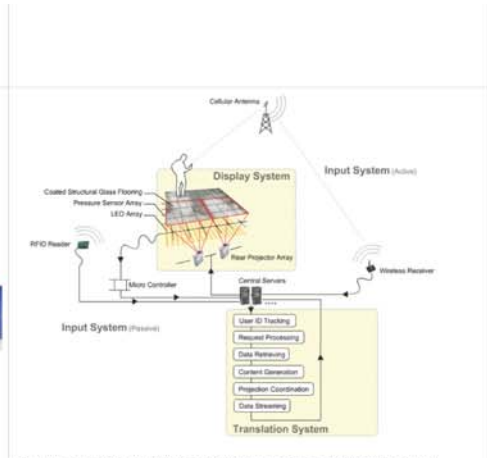 Cellular Antenna
Display System
Input System (Active)
Coated Structural Glass Flooring
Pressure Sensor Array
LED Array
RFID Reader
Rear Projector Array
Wireless Receiver
Micro Controller
Central Servers
Input System (Passive)
User ID Tracking
Request Processing
Data Retrieving
Content Generation
Projection Coordination
Data Streaming
Translation System